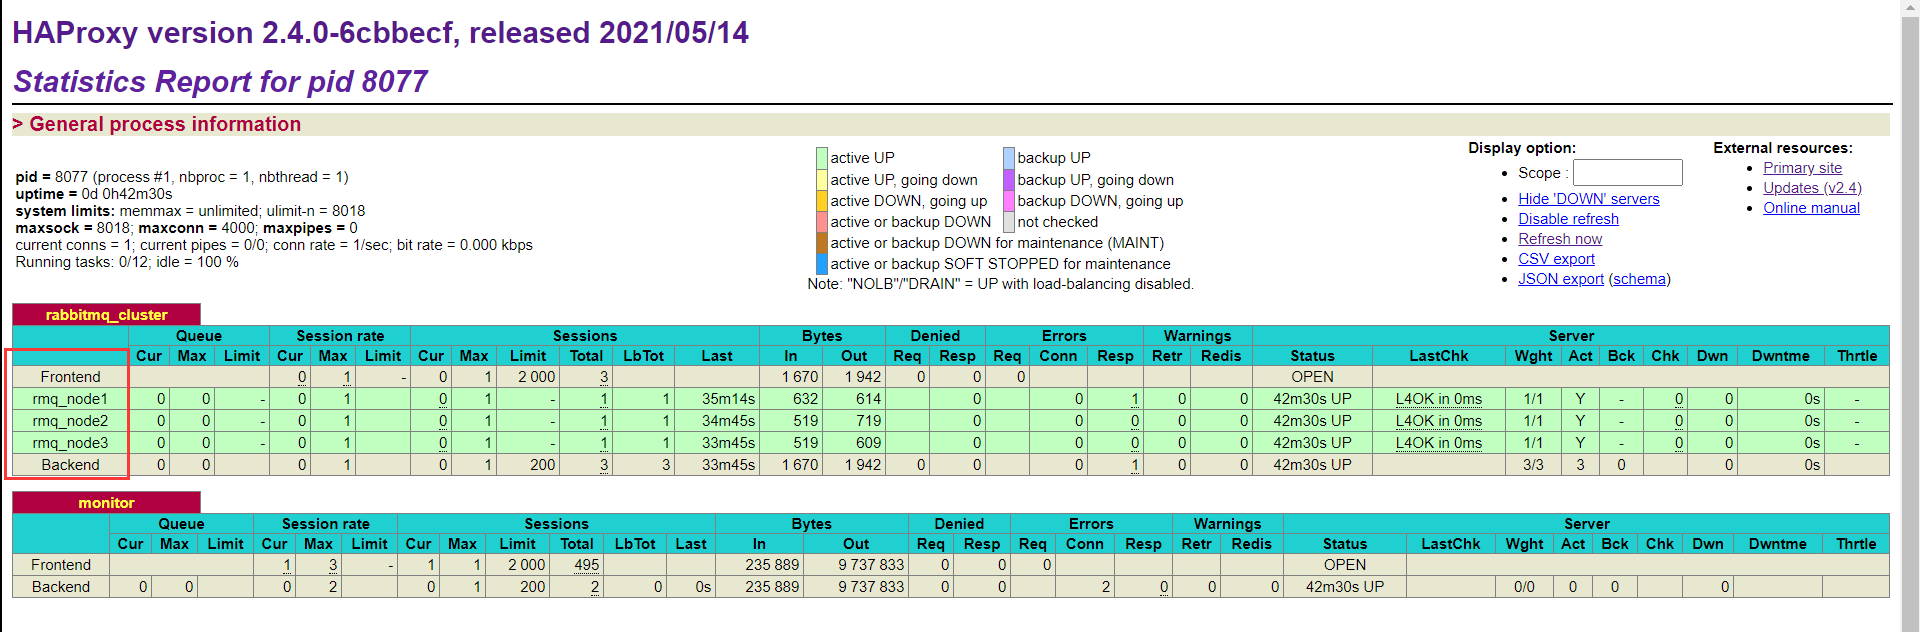 HAProxy version 2.4.0-6cbbecf, released 2021/05/14
Statistics Report for pid 8077
> General process information
pid = 8077 (process #1, nbproc = 1, nbthread = 1)
uptime = 0d 0h42m30s
system limits: memmax = unlimited; ulimit-n = 8018
maxsock = 8018; maxconn = 4000; maxpipes = 0
current conns = 1; current pipes = 0/0; conn rate = 1/sec; bit rate = 0.000 kbps
Running tasks: 0/12; idle = 100 %
active UP backup UP
active UP, going down backup UP, going down
active DOWN, going up backup DOWN, going up
active or backup DOWN not checked
active or backup DOWN for maintenance (MAINT)
active or backup SOFT STOPPED for maintenance
Note: "NOLB"/"DRAIN" = UP with load-balancing disabled.
Display option:
• Scope :
• Hide 'DOWN' servers
• Disable refresh
• Refresh now
• CSV export
• JSON export (schema)
External resources:
• Primary site
• Updates (v2.4)
• Online manual
rabbitmq_cluster
Queue Session rate Sessions Bytes Denied Errors Warnings Server
Cur Max Limit Cur Max Limit Cur Max Limit Total LbTot Last In Out Req Resp Req Conn Resp Retr Redis Status LastChk Wght Act Bck Chk Dwn Dwntme Thrtle
Frontend 0 1 - 0 1 2 000 3 1 670 1 942 0 0 0 OPEN
rmq_node1 0 0 - 0 1 0 1 - 1 1 35m14s 632 614 0 0 1 0 0 42m30s UP L4OK in 0ms 1/1 Y - 0 0 0s -
rmq_node2 0 0 - 0 1 0 1 - 1 1 34m45s 519 719 0 0 0 0 0 42m30s UP L4OK in 0ms 1/1 Y - 0 0 0s -
rmq_node3 0 0 - 0 1 0 1 - 1 1 33m45s 519 609 0 0 0 0 0 42m30s UP L4OK in 0ms 1/1 Y - 0 0 0s -
Backend 0 0 0 1 0 1 200 3 3 33m45s 1 670 1 942 0 0 0 1 0 0 42m30s UP 3/3 3 0 0 0s
monitor
Queue Session rate Sessions Bytes Denied Errors Warnings Server
Cur Max Limit Cur Max Limit Cur Max Limit Total LbTot Last In Out Req Resp Req Conn Resp Retr Redis Status LastChk Wght Act Bck Chk Dwn Dwntme Thrtle
Frontend 1 3 - 1 1 2 000 495 235 889 9 737 833 0 0 0 OPEN
Backend 0 0 0 2 0 1 200 2 0 0s 235 889 9 737 833 0 0 2 0 0 0 42m30s UP 0/0 0 0 0